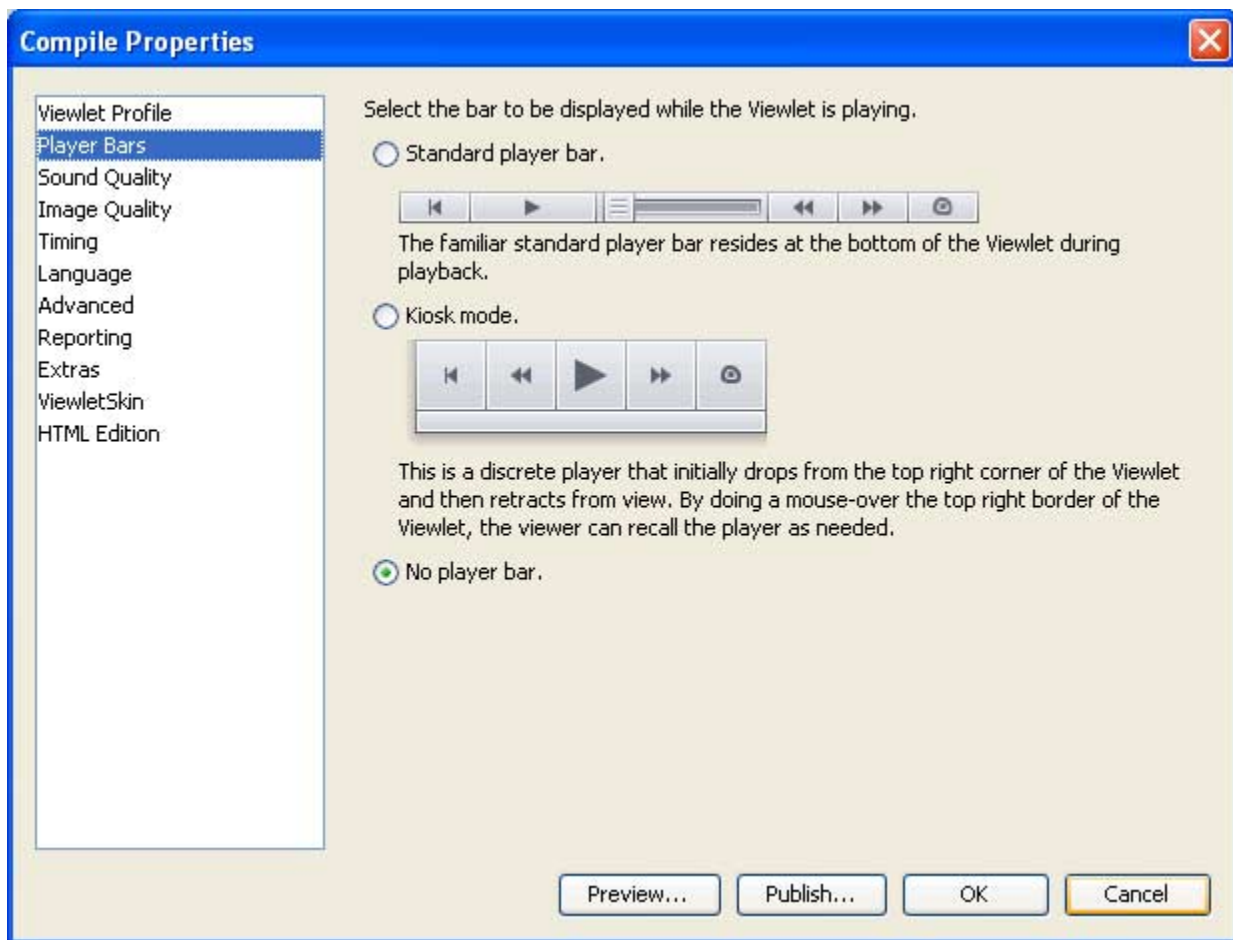 Compile Properties
Viewlet Profile
Player Bars
Sound Quality
Image Quality
Timing
Language
Advanced
Reporting
Extras
ViewletSkin
HTML Edition
Select the bar to be displayed while the Viewlet is playing.
Standard player bar.
The familiar standard player bar resides at the bottom of the Viewlet during
playback.
Kiosk mode.
This is a discrete player that initially drops from the top right corner of the Viewlet
and then retracts from view. By doing a mouse-over the top right border of the
Viewlet, the viewer can recall the player as needed.
No player bar.
Preview...
Publish...
OK
Cancel